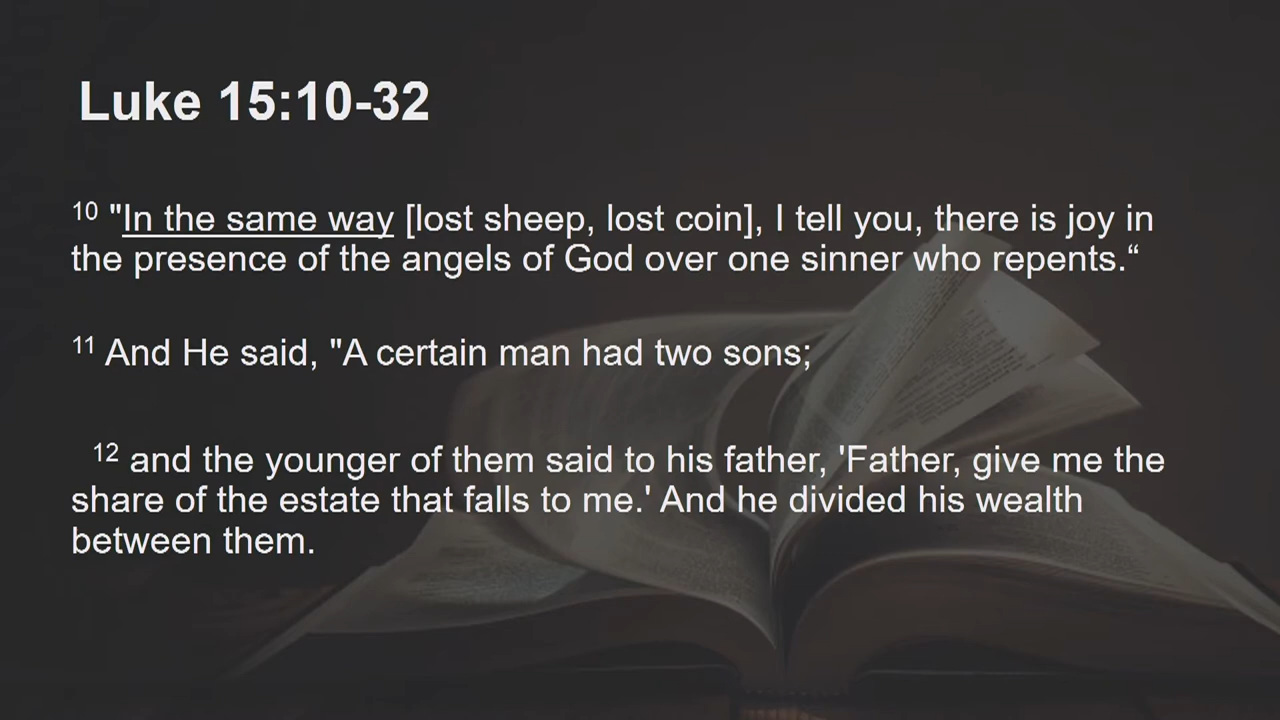 Luke 15:10-32
10 "In the same way [lost sheep, lost coin], I tell you, there is joy in
the presence of the angels of God over one sinner who repents.“
11 And He said, "A certain man had two sons;
12 and the younger of them said to his father, 'Father, give me the
share of the estate that falls to me.' And he divided his wealth
between them.